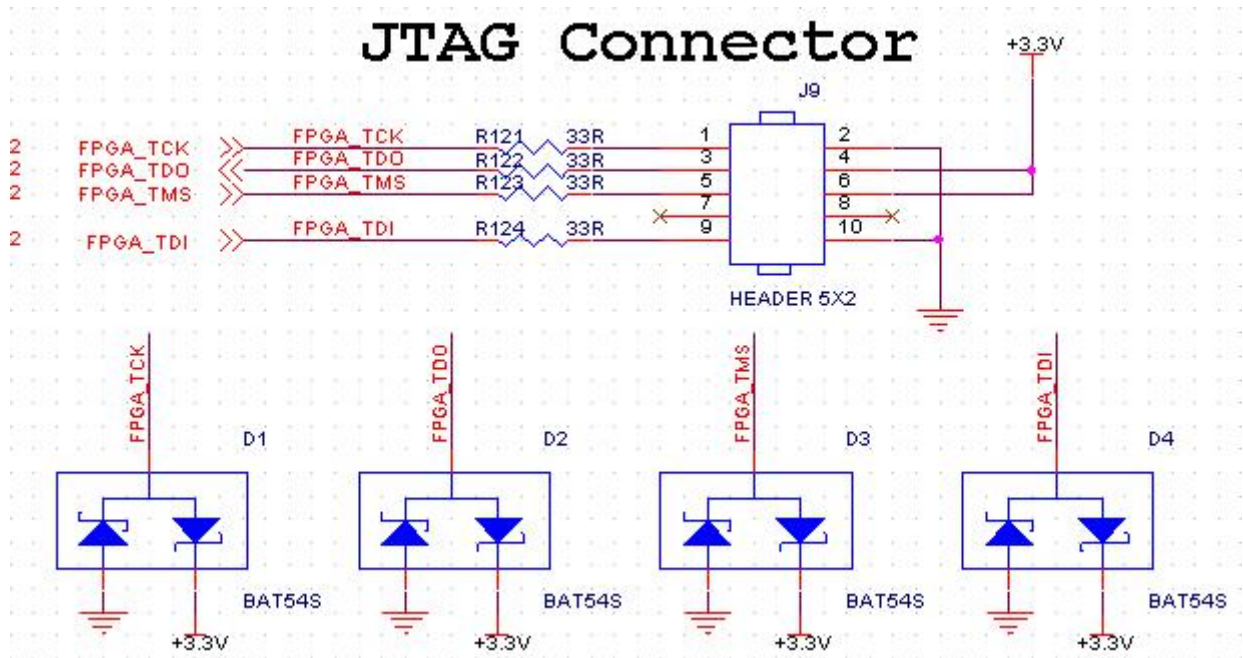 JTAG Connector
+3.3V
J9
2 FPGA_TCK FPGA_TCK R121 33R 1 2
2 FPGA_TDO FPGA_TDO R122 33R 3 4
2 FPGA_TMS FPGA_TMS R123 33R 5 6
7 8
2 FPGA_TDI FPGA_TDI R124 33R 9 10
HEADER 5X2
FPGA_TCK FPGA_TDO FPGA_TMS FPGA_TDI
D1 D2 D3 D4
BAT54S BAT54S BAT54S BAT54S
+3.3V +3.3V +3.3V +3.3V